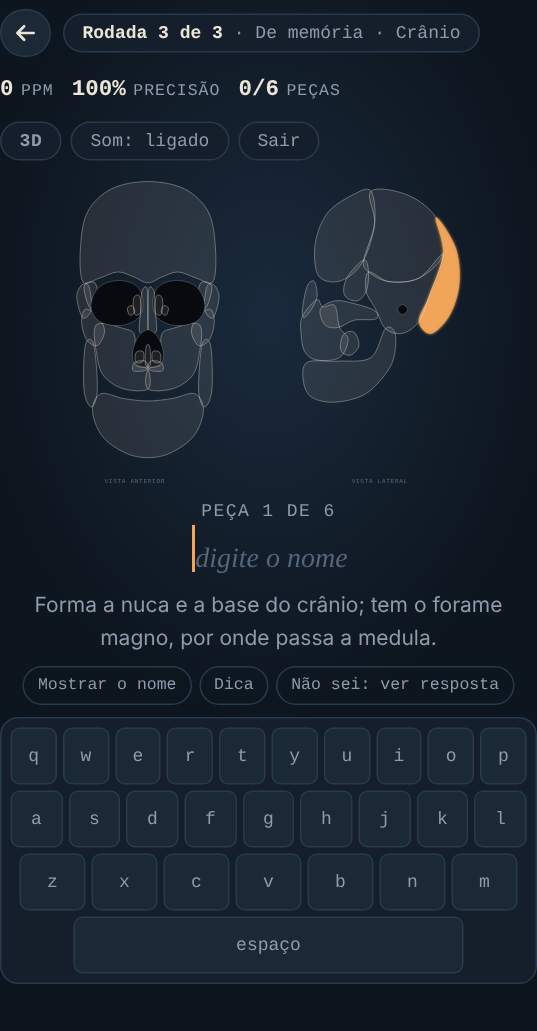 Rodada 3 de 3 · De memória · Crânio
0 PPM 100% PRECISÃO 0/6 PEÇAS
3D Som: ligado Sair
VISTA ANTERIOR VISTA LATERAL
PEÇA 1 DE 6
digite o nome
Forma a nuca e a base do crânio; tem o forame
magno, por onde passa a medula.
Mostrar o nome Dica Não sei: ver resposta
q w e r t y u i o p
a s d f g h j k l
z x c v b n m
espaço